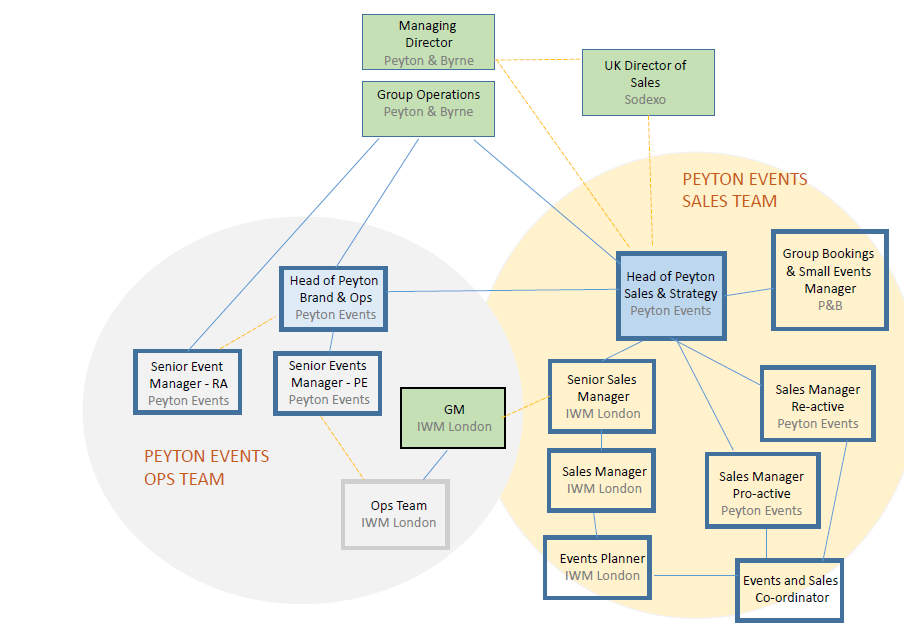 Managing
Director
Peyton & Byrne
UK Director of
Sales
Sodexo
Group Operations
Peyton & Byrne
PEYTON EVENTS
SALES TEAM
Group Bookings
& Small Events
Manager
P&B
Head of Peyton
Brand & Ops
Peyton Events
Head of Peyton
Sales & Strategy
Peyton Events
Senior Event
Manager - RA
Peyton Events
Senior Events
Manager - PE
Peyton Events
GM
IWM London
Senior Sales
Manager
IWM London
Sales Manager
Re-active
Peyton Events
PEYTON EVENTS
OPS TEAM
Ops Team
IWM London
Sales Manager
IWM London
Sales Manager
Pro-active
Peyton Events
Events Planner
IWM London
Events and Sales
Co-ordinator